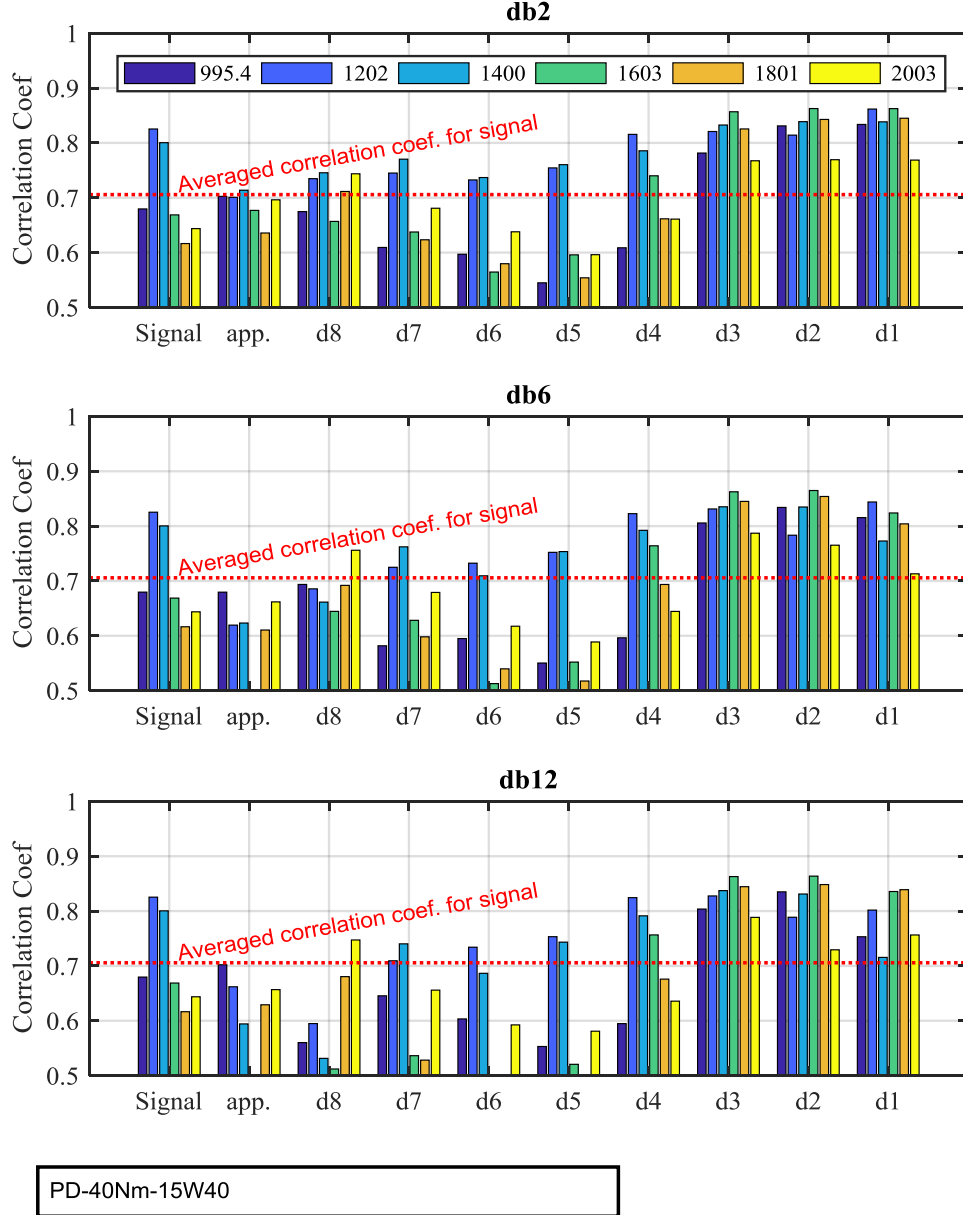 db2
1
995.4 1202 1400 1603 1801 2003
0.9
0.8
Averaged correlation coef. for signal
0.7
0.6
0.5
Correlation Coef
Signal app. d8 d7 d6 d5 d4 d3 d2 d1
db6
1
0.9
0.8
Averaged correlation coef. for signal
0.7
0.6
0.5
Correlation Coef
Signal app. d8 d7 d6 d5 d4 d3 d2 d1
db12
1
0.9
0.8
Averaged correlation coef. for signal
0.7
0.6
0.5
Correlation Coef
Signal app. d8 d7 d6 d5 d4 d3 d2 d1
PD-40Nm-15W40